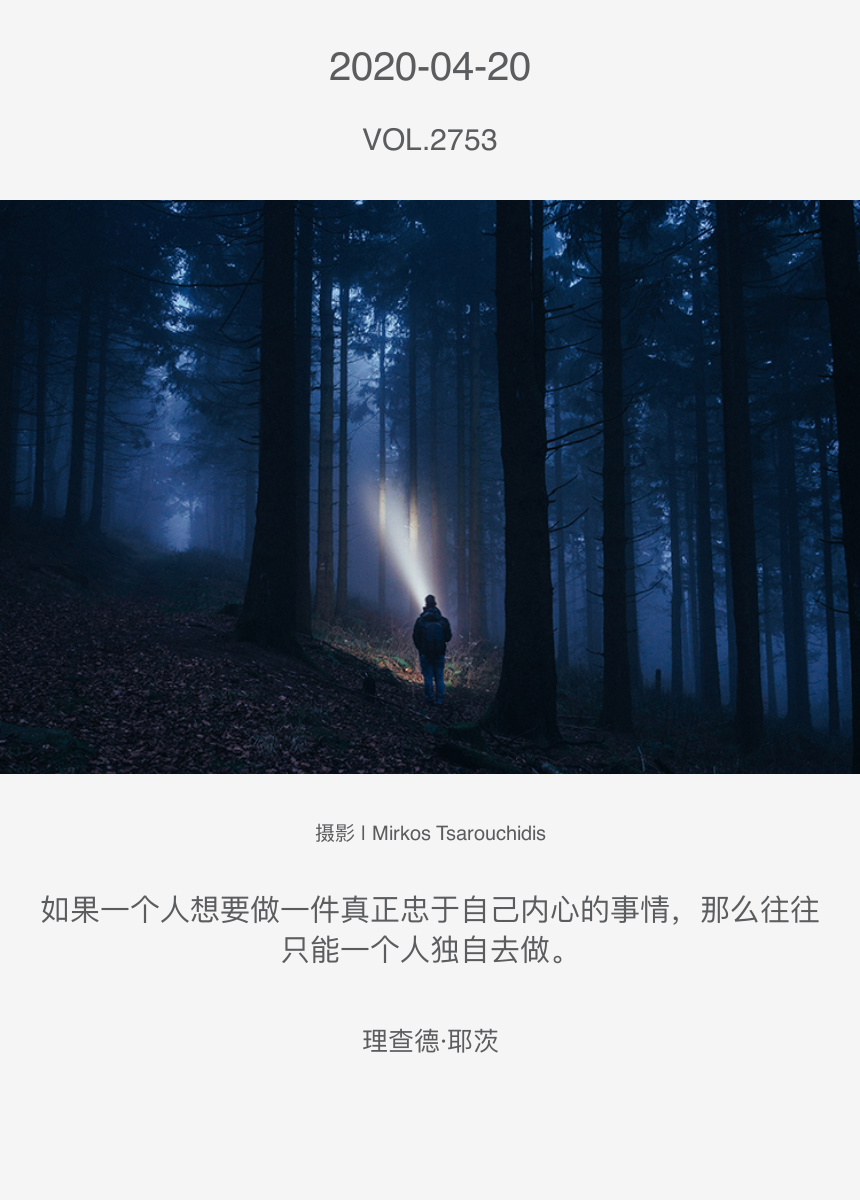 2020-04-20
VOL.2753
摄影 | Mirkos Tsarouchidis
如果一个人想要做一件真正忠于自己内心的事情，那么往往
只能一个人独自去做。
理查德·耶茨